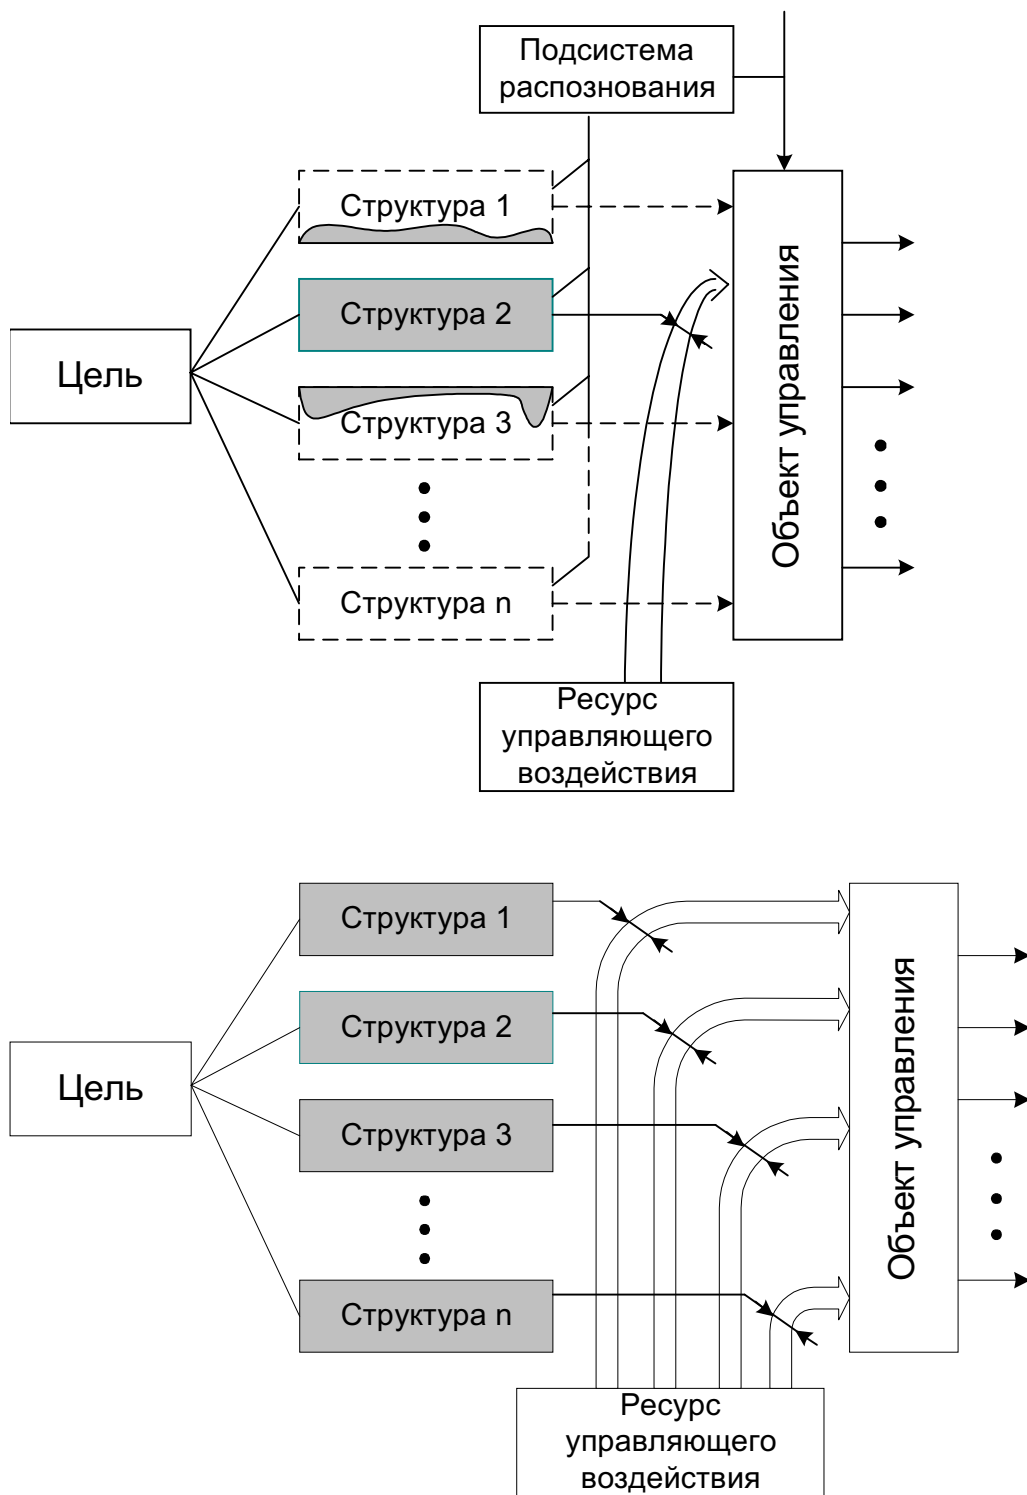 Подсистема
распознования
Структура 1
Структура 2
Цель
Структура 3
Структура n
Объект управления
Ресурс
управляющего
воздействия
Структура 1
Структура 2
Цель
Структура 3
Структура n
Объект управления
Ресурс
управляющего
воздействия